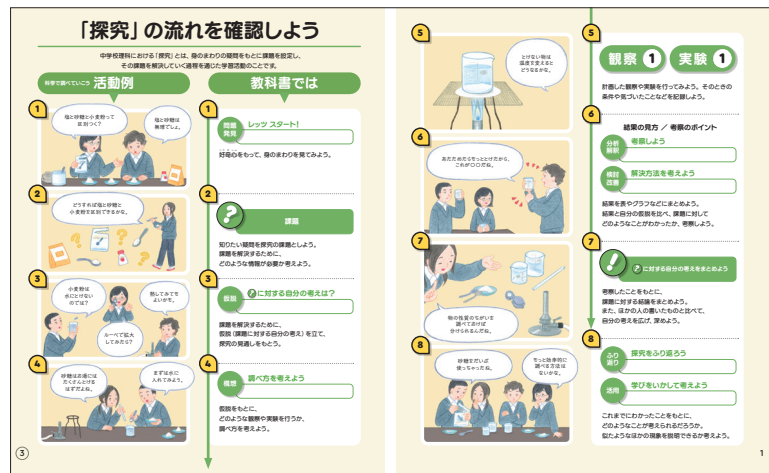 「探究」の流れを確認しよう
中学校理科における「探究」とは、身のまわりの疑問をもとに課題を設定し、
その課題を解決していく過程を通じた学習活動のことです。
科学で調べていこう 活動例
教科書では
1
塩と砂糖と小麦粉って
区別つく?
塩と砂糖は
無理でしょ。
1
問題
発見
レッツ スタート!
好奇心をもって、身のまわりを見てみよう。
2
どうすれば塩と砂糖と
小麦粉を区別できるかな。
2
?
課題
知りたい疑問を探究の課題としよう。
課題を解決するために、
どのような情報が必要か考えよう。
3
小麦粉は
水にとけない
のでは?
熱してみても
よいかも。
ルーペで拡大
してみたら?
3
仮説
?に対する自分の考えは?
課題を解決するために、
仮説(課題に対する自分の考え)を立て、
探究の見通しをもとう。
4
砂糖はお湯には
たくさんとける
はずだよね。
まずは水に
入れてみよう。
4
構想
調べ方を考えよう
仮説をもとに、
どのような観察や実験を行うか、
調べ方を考えよう。
3
5
とけない物は
温度で変えると
どうなるかな。
5
観察 1
実験 1
計画した観察や実験を行ってみよう。そのときの
条件や気づいたことなどを記録しよう。
6
あたためたらもっととけたから、
これが〇〇だね。
6
結果の見方 / 考察のポイント
分析
解釈
考察しよう
検討
改善
解決方法を考えよう
結果を表やグラフなどにまとめよう。
結果と自分の仮説を比べ、課題に対して
どのようなことがわかったか、考察しよう。
7
物の性質のちがいを
調べておけば
分けられるんだね。
7
!
?に対する自分の考えをまとめよう
考察したことをもとに、
課題に対する結論をまとめよう。
また、ほかの人の書いたものと比べて、
自分の考えを広げ、深めよう。
8
砂糖をだいぶ
使っちゃったね。
もっと効率的に
調べる方法は
ないかな。
8
ふり
返り
探究をふり返ろう
活用
学びをいかして考えよう
これまでにわかったことをもとに、
どのようなことが考えられるだろうか。
似たようなほかの現象を説明できるか考えよう。
1